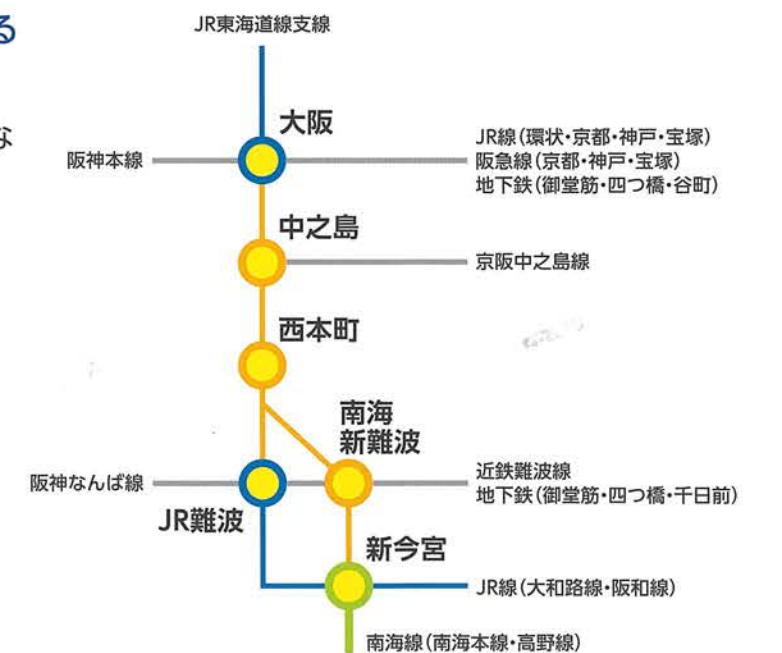 る
な
JR東海道線支線
大阪
阪神本線
JR線(環状・京都・神戸・宝塚)
阪急線(京都・神戸・宝塚)
地下鉄(御堂筋・四つ橋・谷町)
中之島
京阪中之島線
西本町
南海
新難波
阪神なんば線
近鉄難波線
地下鉄(御堂筋・四つ橋・千日前)
JR難波
新今宮
JR線(大和路線・阪和線)
南海線(南海本線・高野線)